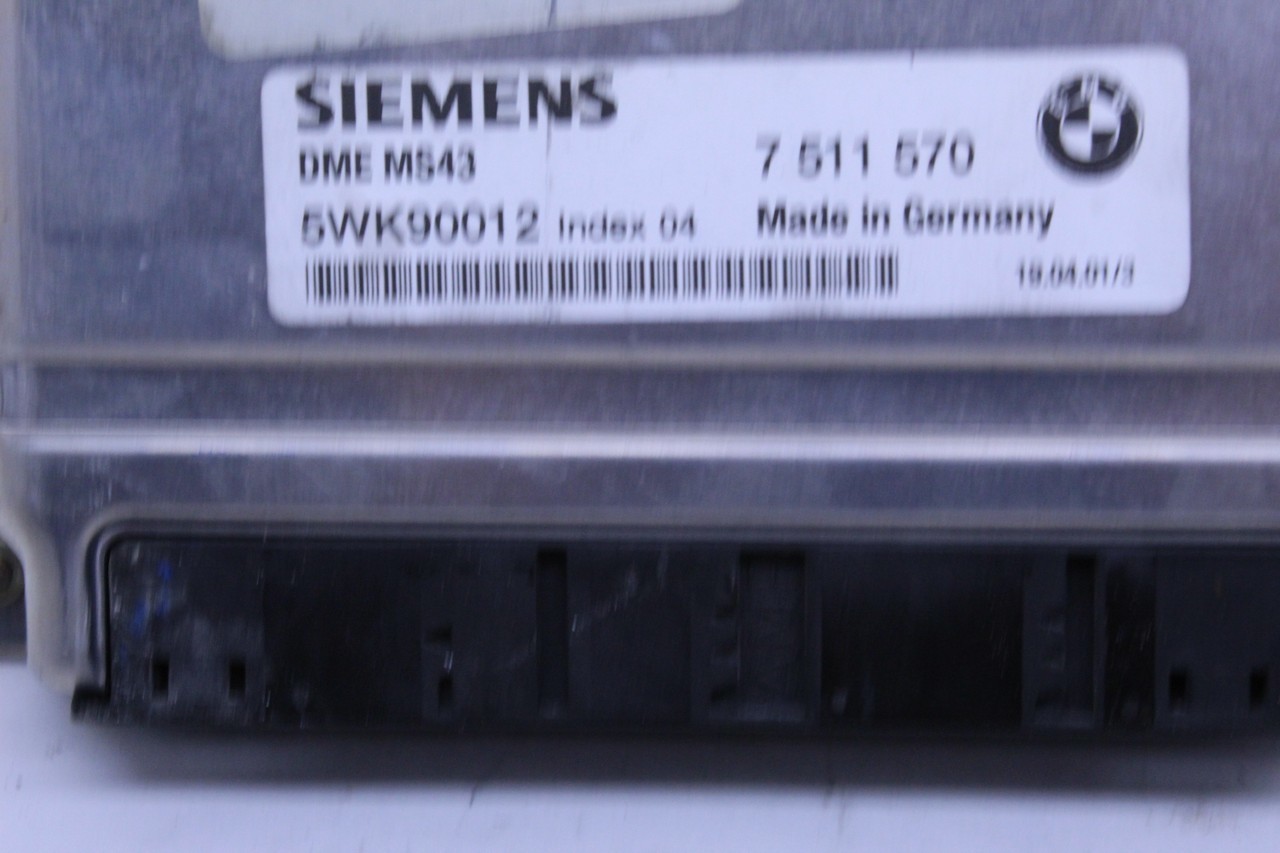 SIEMENS
DME MS43
7 511 570
5WK90012 Index 04
Made in Germany
19.04.01/3